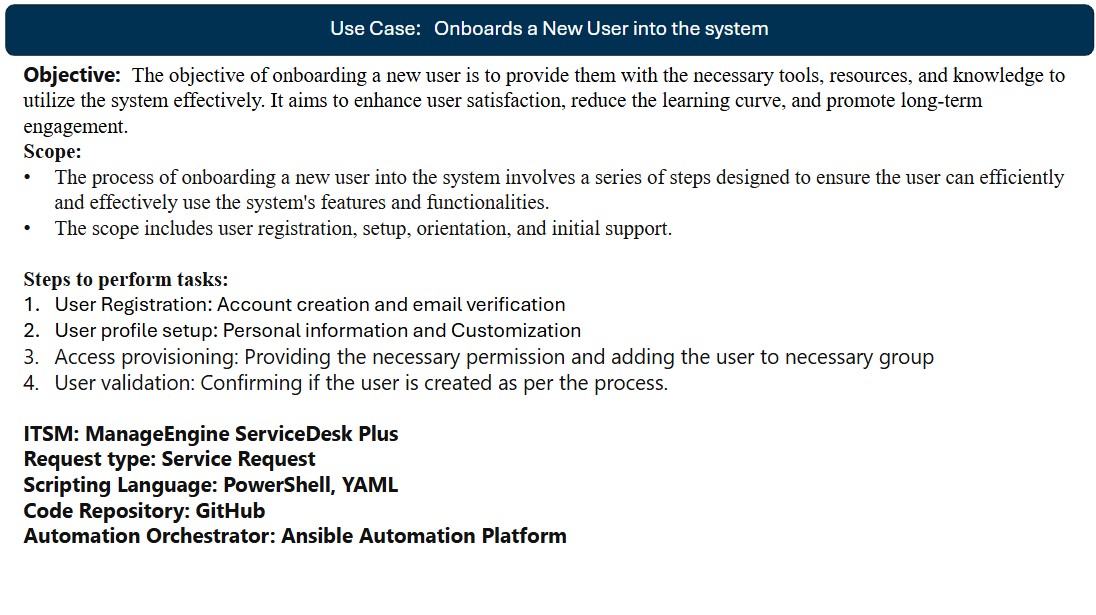 Use Case: Onboards a New User into the system
Objective: The objective of onboarding a new user is to provide them with the necessary tools, resources, and knowledge to
utilize the system effectively. It aims to enhance user satisfaction, reduce the learning curve, and promote long-term
engagement.
Scope:
• The process of onboarding a new user into the system involves a series of steps designed to ensure the user can efficiently
and effectively use the system's features and functionalities.
• The scope includes user registration, setup, orientation, and initial support.
Steps to perform tasks:
1. User Registration: Account creation and email verification
2. User profile setup: Personal information and Customization
3. Access provisioning: Providing the necessary permission and adding the user to necessary group
4. User validation: Confirming if the user is created as per the process.
ITSM: ManageEngine ServiceDesk Plus
Request type: Service Request
Scripting Language: PowerShell, YAML
Code Repository: GitHub
Automation Orchestrator: Ansible Automation Platform